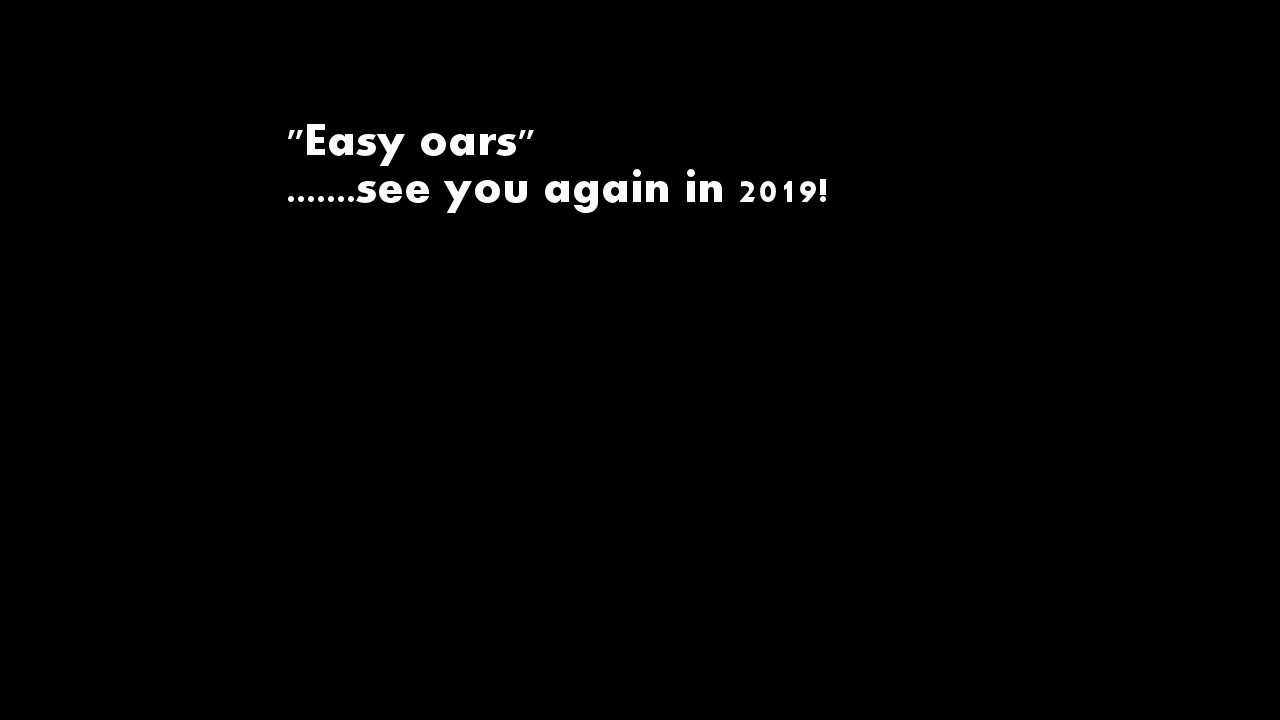 "Easy oars"
.......see you again in 2019!